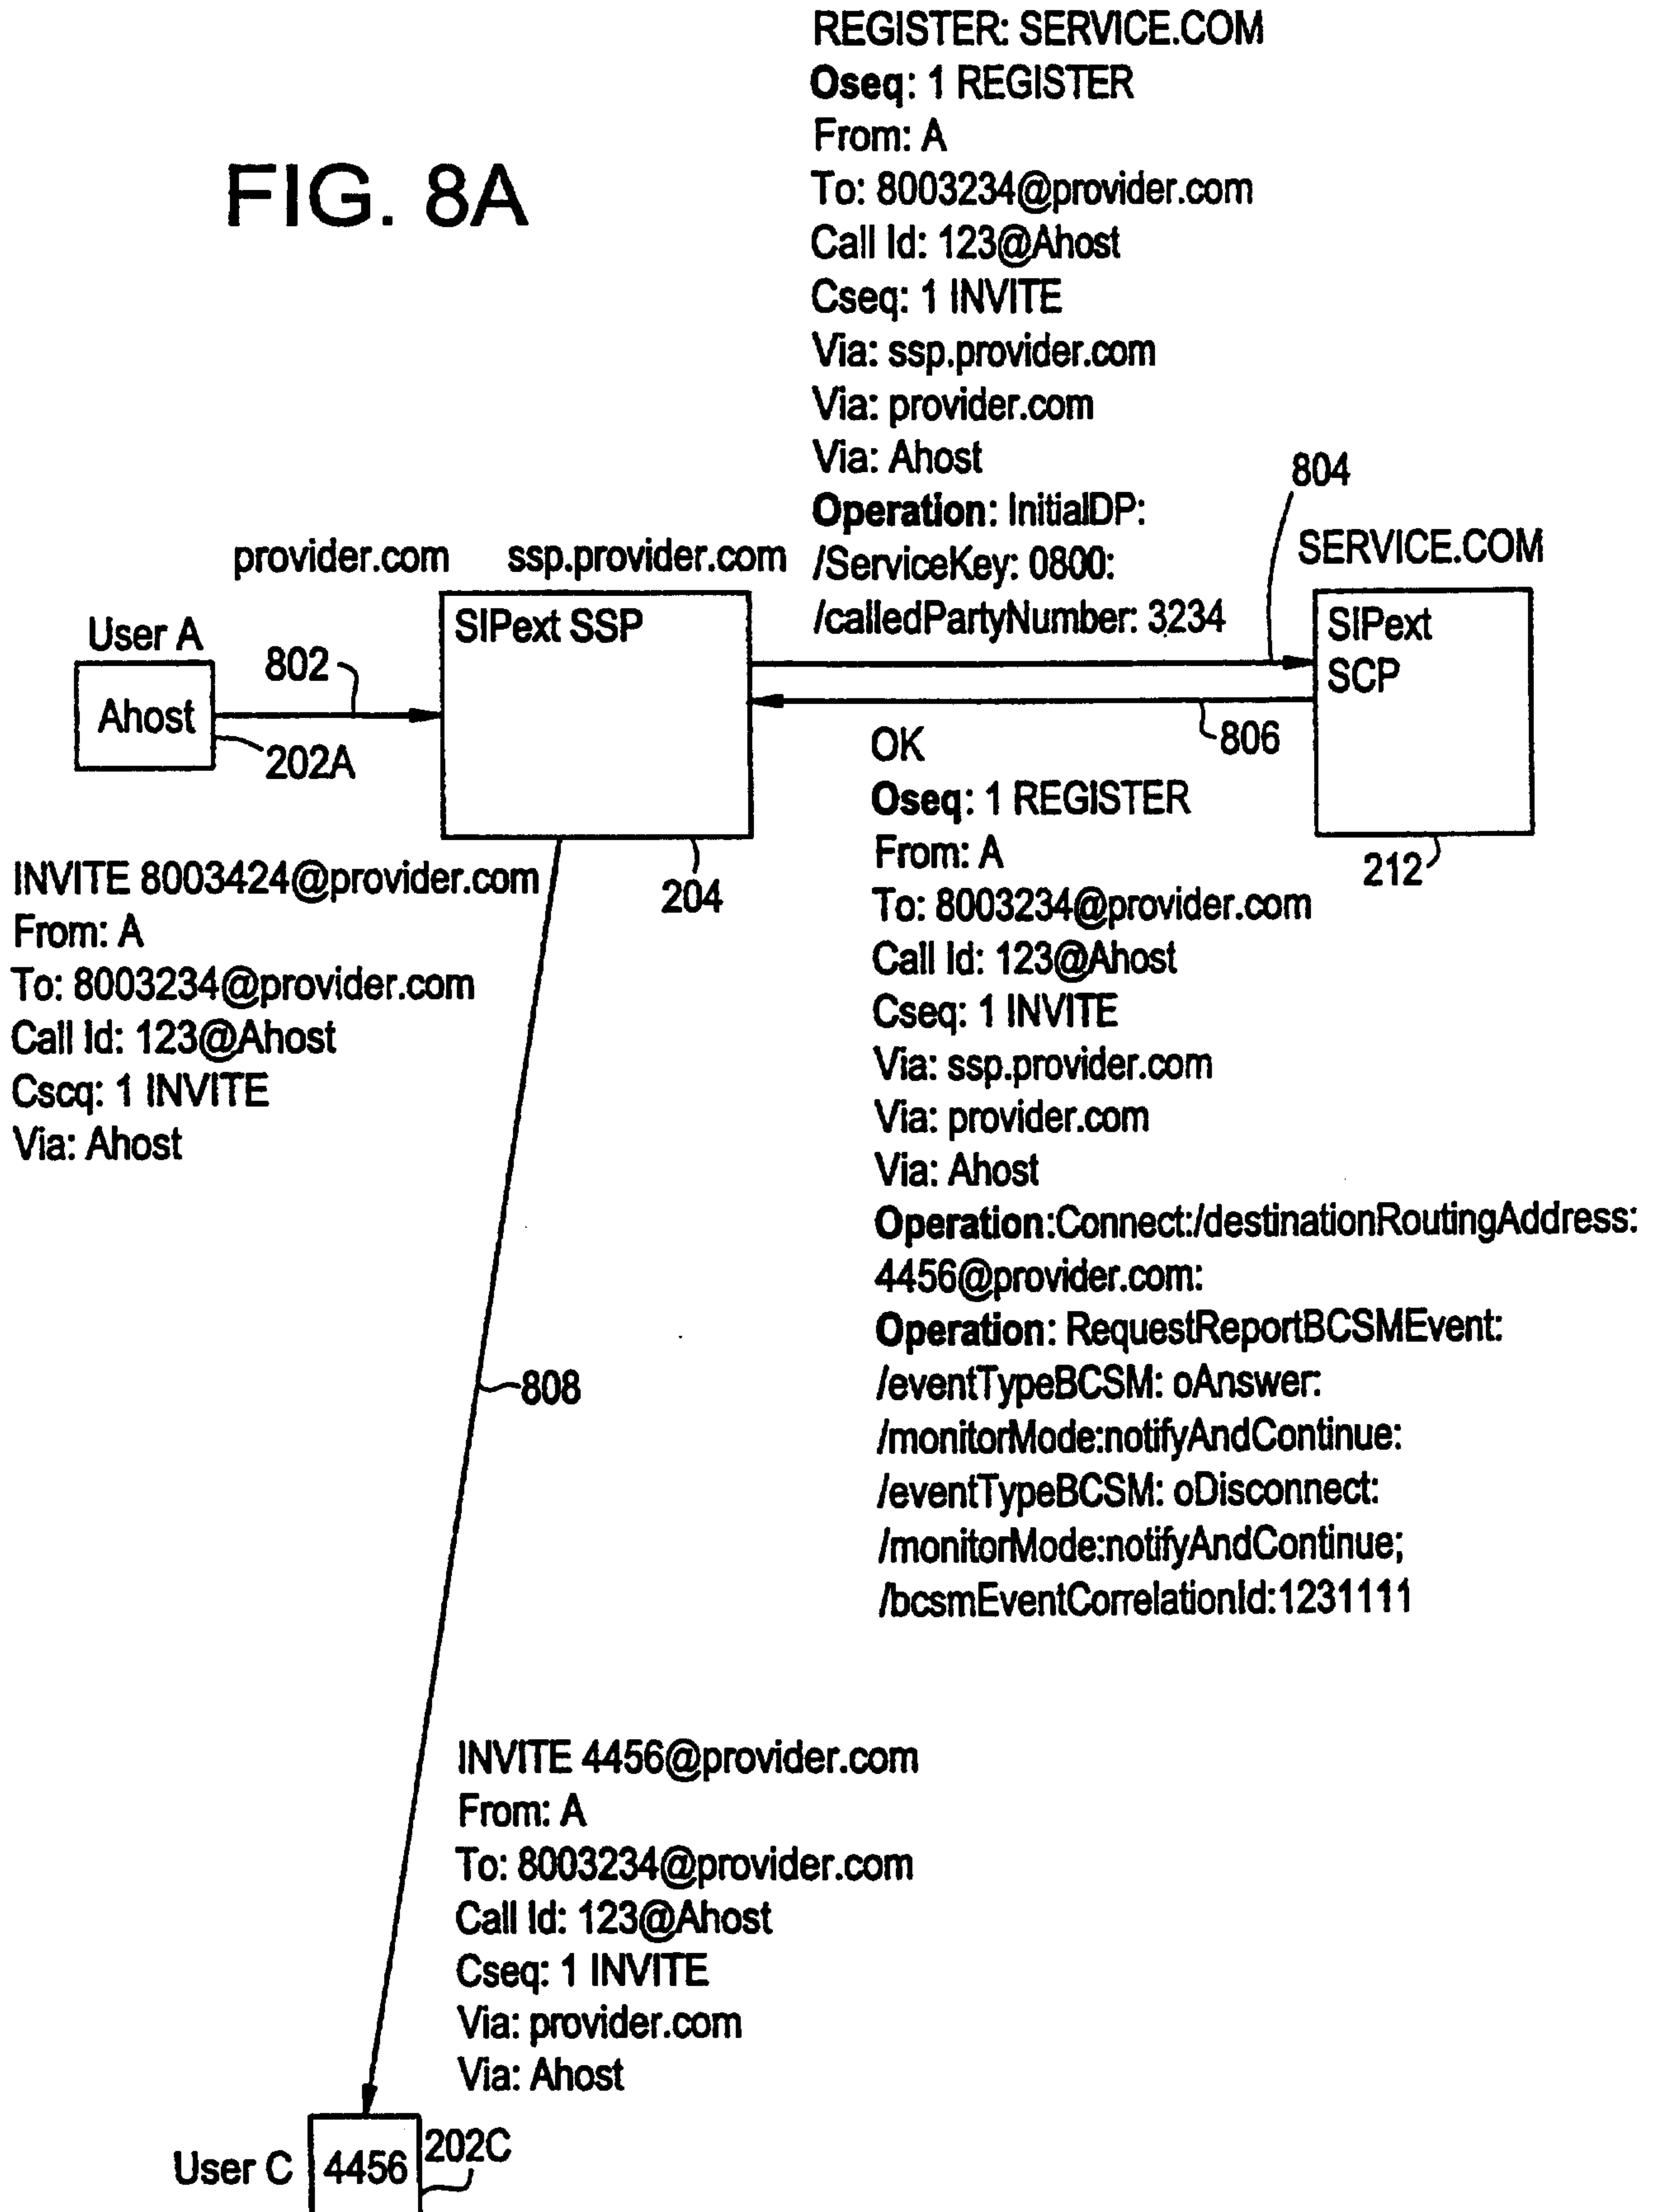 REGISTER: SERVICE.COM
Oseq: 1 REGISTER
From: A
To: 8003234@provider.com
Call Id: 123@Ahost
Cseq: 1 INVITE
Via: ssp.provider.com
Via: provider.com
Via: Ahost
Operation: InitialDP:
/ServiceKey: 0800:
/calledPartyNumber: 3234
FIG. 8A
804
provider.com
ssp.provider.com
SERVICE.COM
User A
Ahost
802
202A
SIPext SSP
204
SIPext
SCP
212
806
INVITE 8003424@provider.com
From: A
To: 8003234@provider.com
Call Id: 123@Ahost
Cscq: 1 INVITE
Via: Ahost
OK
Oseq: 1 REGISTER
From: A
To: 8003234@provider.com
Call Id: 123@Ahost
Cseq: 1 INVITE
Via: ssp.provider.com
Via: provider.com
Via: Ahost
Operation:Connect:/destinationRoutingAddress:
4456@provider.com:
Operation: RequestReportBCSMEvent:
/eventTypeBCSM: oAnswer:
/monitorMode:notifyAndContinue:
/eventTypeBCSM: oDisconnect:
/monitorMode:notifyAndContinue;
/bcsmEventCorrelationId:1231111
808
INVITE 4456@provider.com
From: A
To: 8003234@provider.com
Call Id: 123@Ahost
Cseq: 1 INVITE
Via: provider.com
Via: Ahost
User C
4456
202C